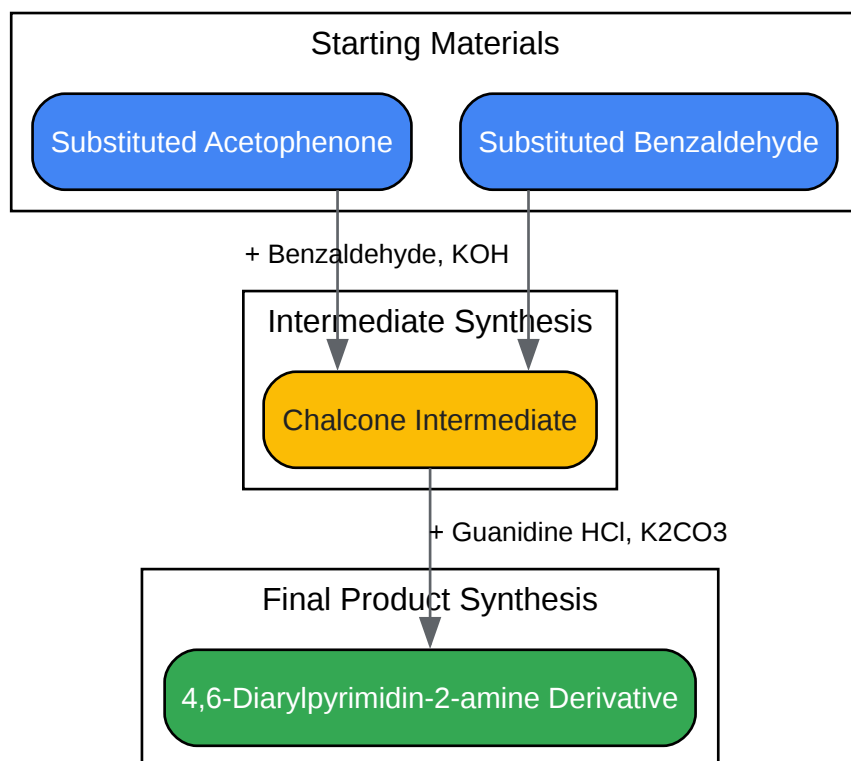 Starting Materials
Substituted Acetophenone
Substituted Benzaldehyde
+ Benzaldehyde, KOH
Intermediate Synthesis
Chalcone Intermediate
+ Guanidine HCl, K2CO3
Final Product Synthesis
4,6-Diarylpyrimidin-2-amine Derivative